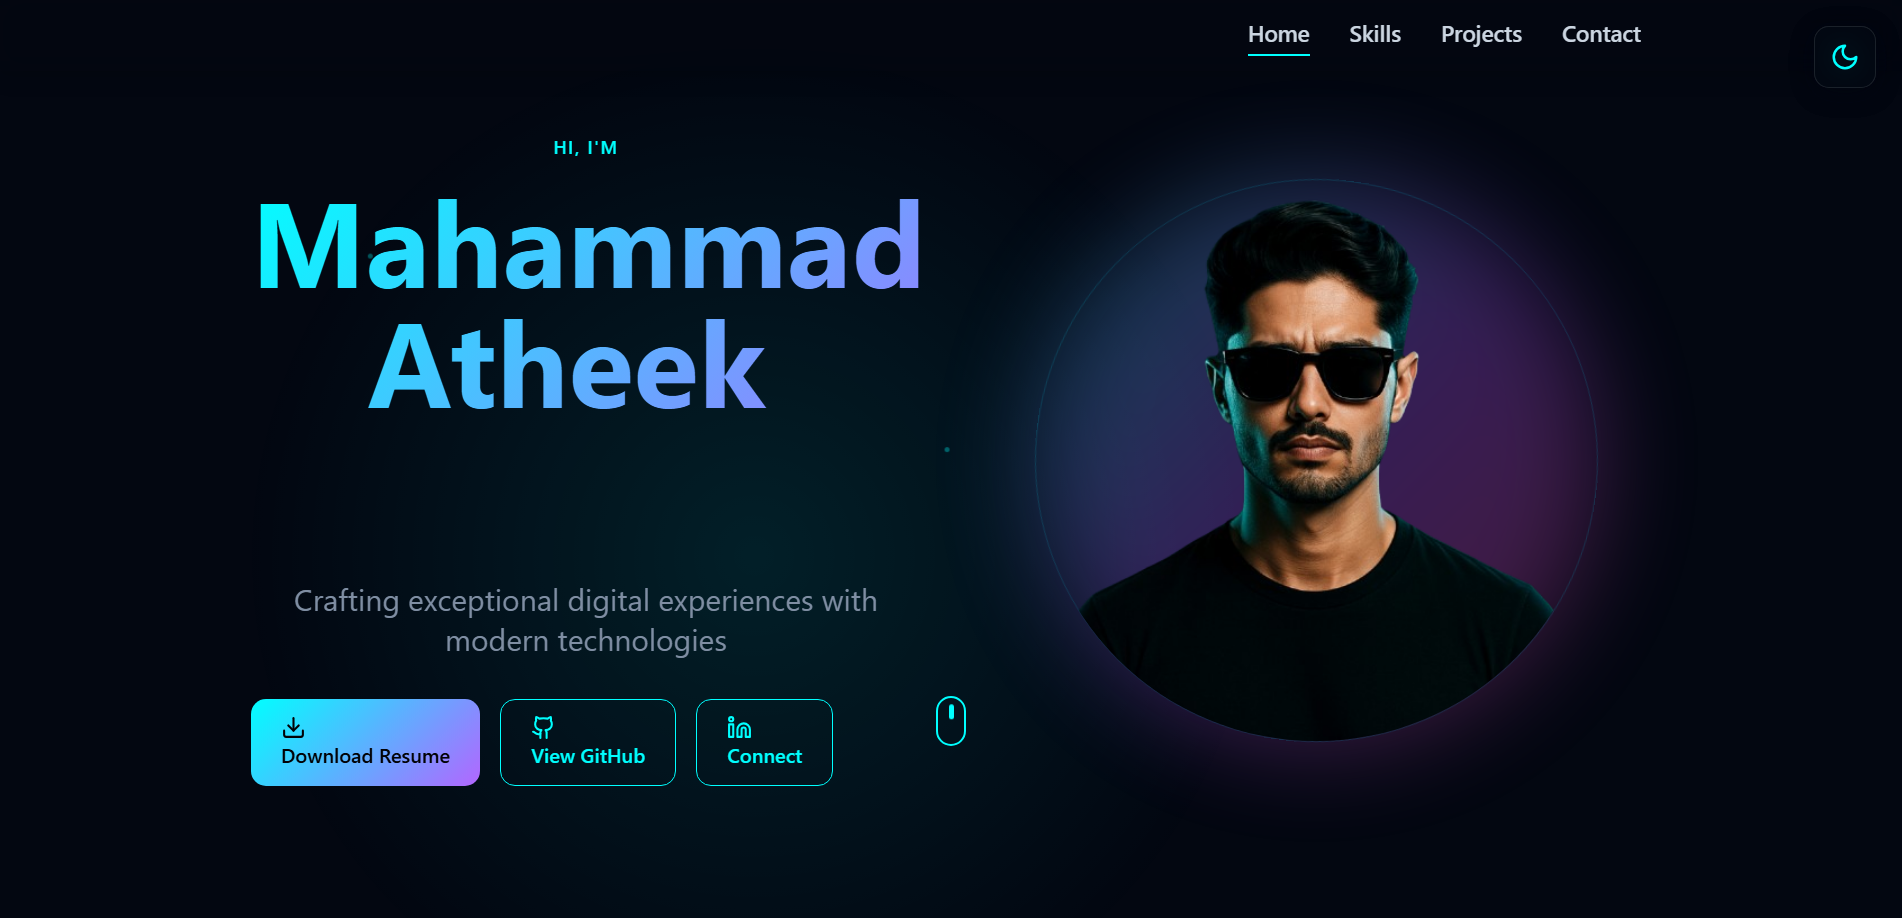 Home Skills Projects Contact
HI, I'M
Mahammad
Atheek
Crafting exceptional digital experiences with
modern technologies
Download Resume
View GitHub
Connect